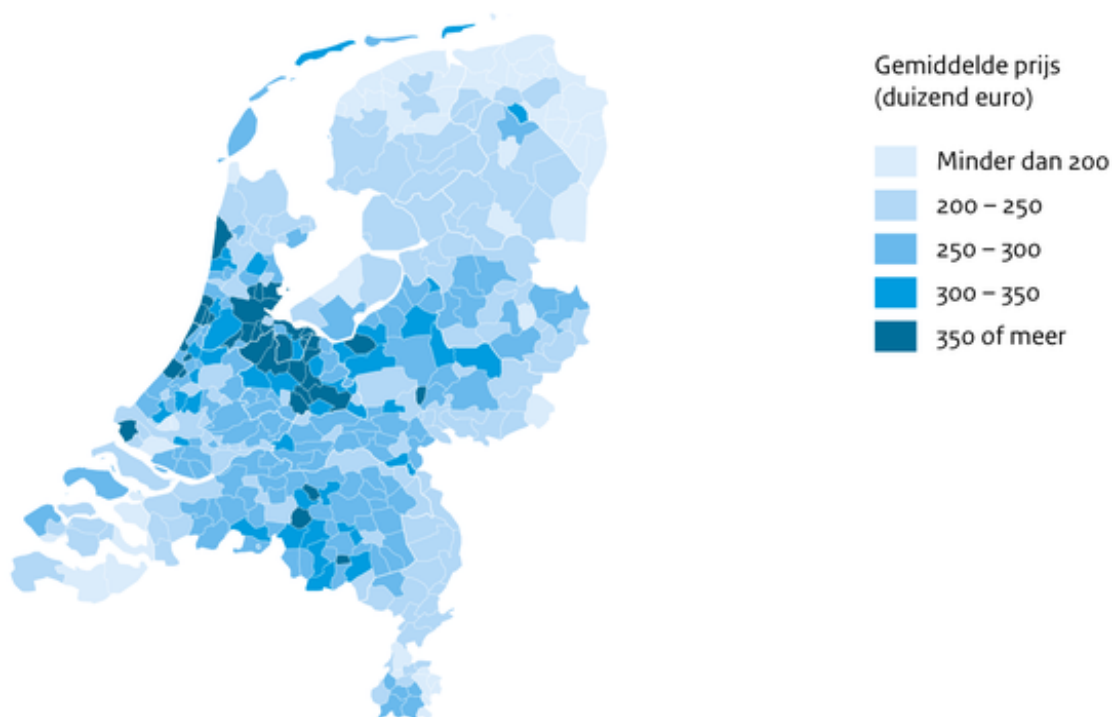 Gemiddelde prijs
(duizend euro)
Minder dan 200
200 – 250
250 – 300
300 – 350
350 of meer